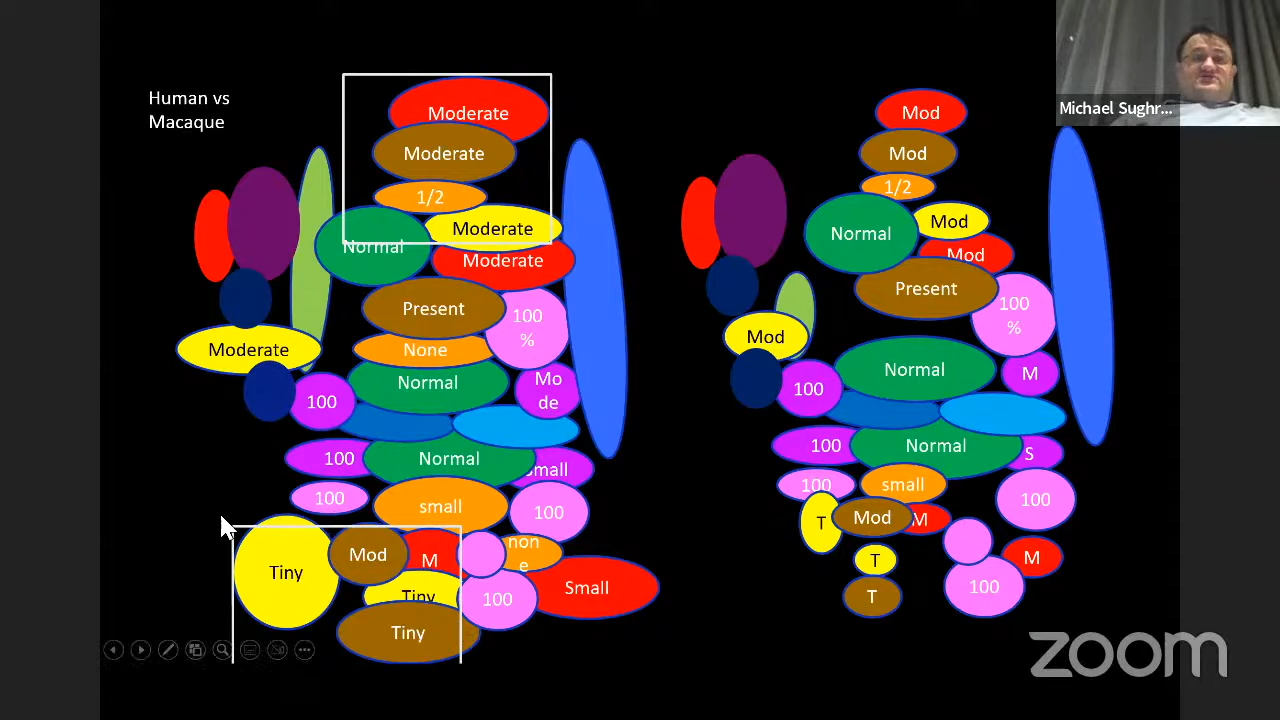 Human vs
Macaque
Moderate
Moderate
1/2
Normal
Moderate
Moderate
Present
100
%
Moderate
None
Normal
Mo
de
100
100
Normal
Small
100
small
100
non
e
Tiny
Mod
M
Tiny
100
Small
Tiny
Mod
Mod
1/2
Normal
Mod
Mod
Present
100
%
Mod
Normal
M
100
100
Normal
S
100
small
100
T
Mod
M
T
M
100
T
Michael Sughr...
zoom